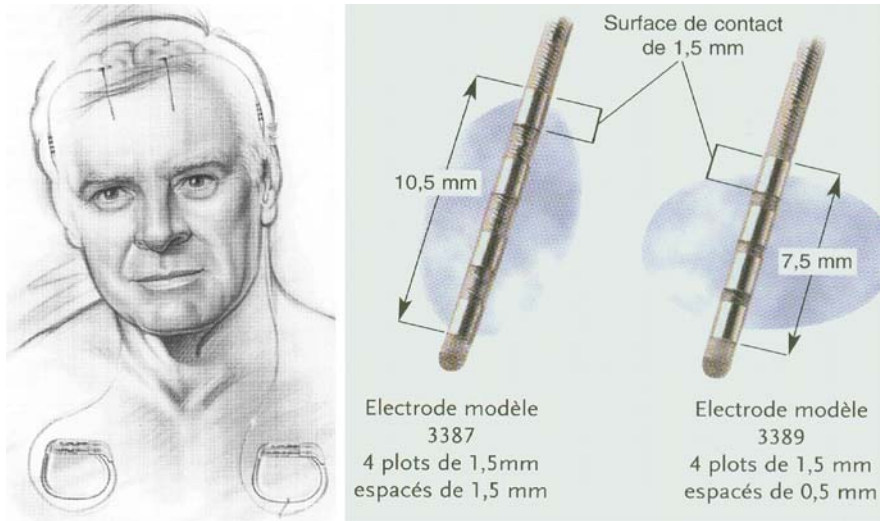 Surface de contact
de 1,5 mm
10,5 mm
7,5 mm
Electrode modèle
3387
4 plots de 1,5mm
espacés de 1,5 mm
Electrode modèle
3389
4 plots de 1,5 mm
espacés de 0,5 mm